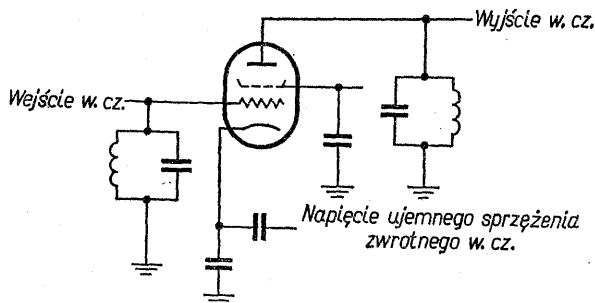 Wyjście w. cz.
Wejście w. cz.
Napięcie ujemnego sprzężenia
zwrotnego w. cz.